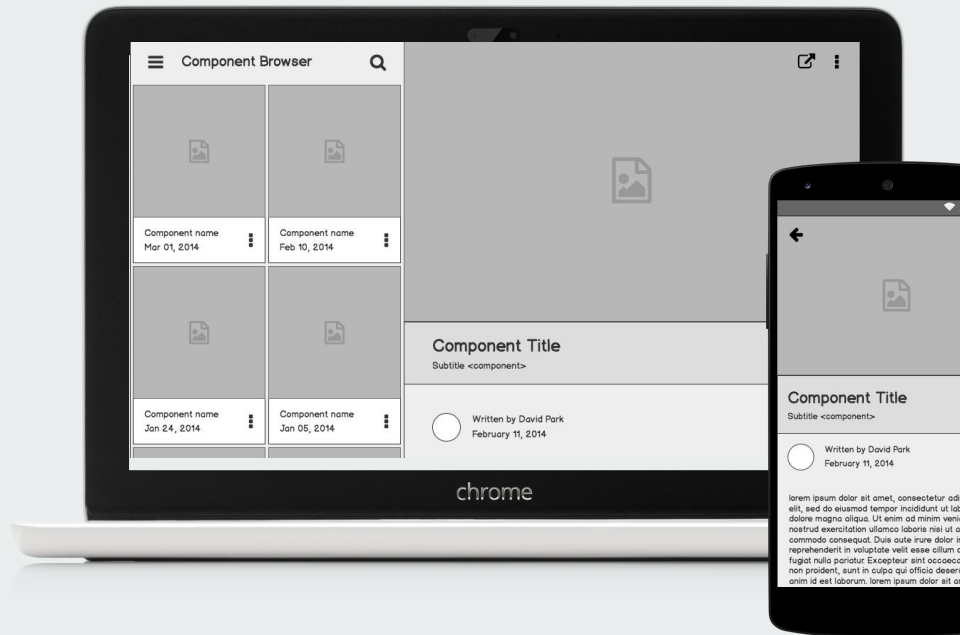 Component Browser
Component name
Mar 01, 2014
Component name
Feb 10, 2014
Component name
Jan 24, 2014
Component name
Jan 05, 2014
Component Title
Subtitle <component>
Written by David Park
February 11, 2014
chrome
Component Title
Subtitle <component>
Written by David Park
February 11, 2014
lorem ipsum dolor sit amet, consectetur
elit, sed do eiusmod tempor incididunt ut
dolore magna aliqua. Ut enim ad minim
nostrud exercitation ullamco laboris nisi ut
commodo consequat. Duis aute irure dolor
reprehenderit in voluptate velit esse cillum
fugiat nulla pariatur. Excepteur sint
non proident, sunt in culpa qui officia
anim id est laborum. lorem ipsum dolor sit